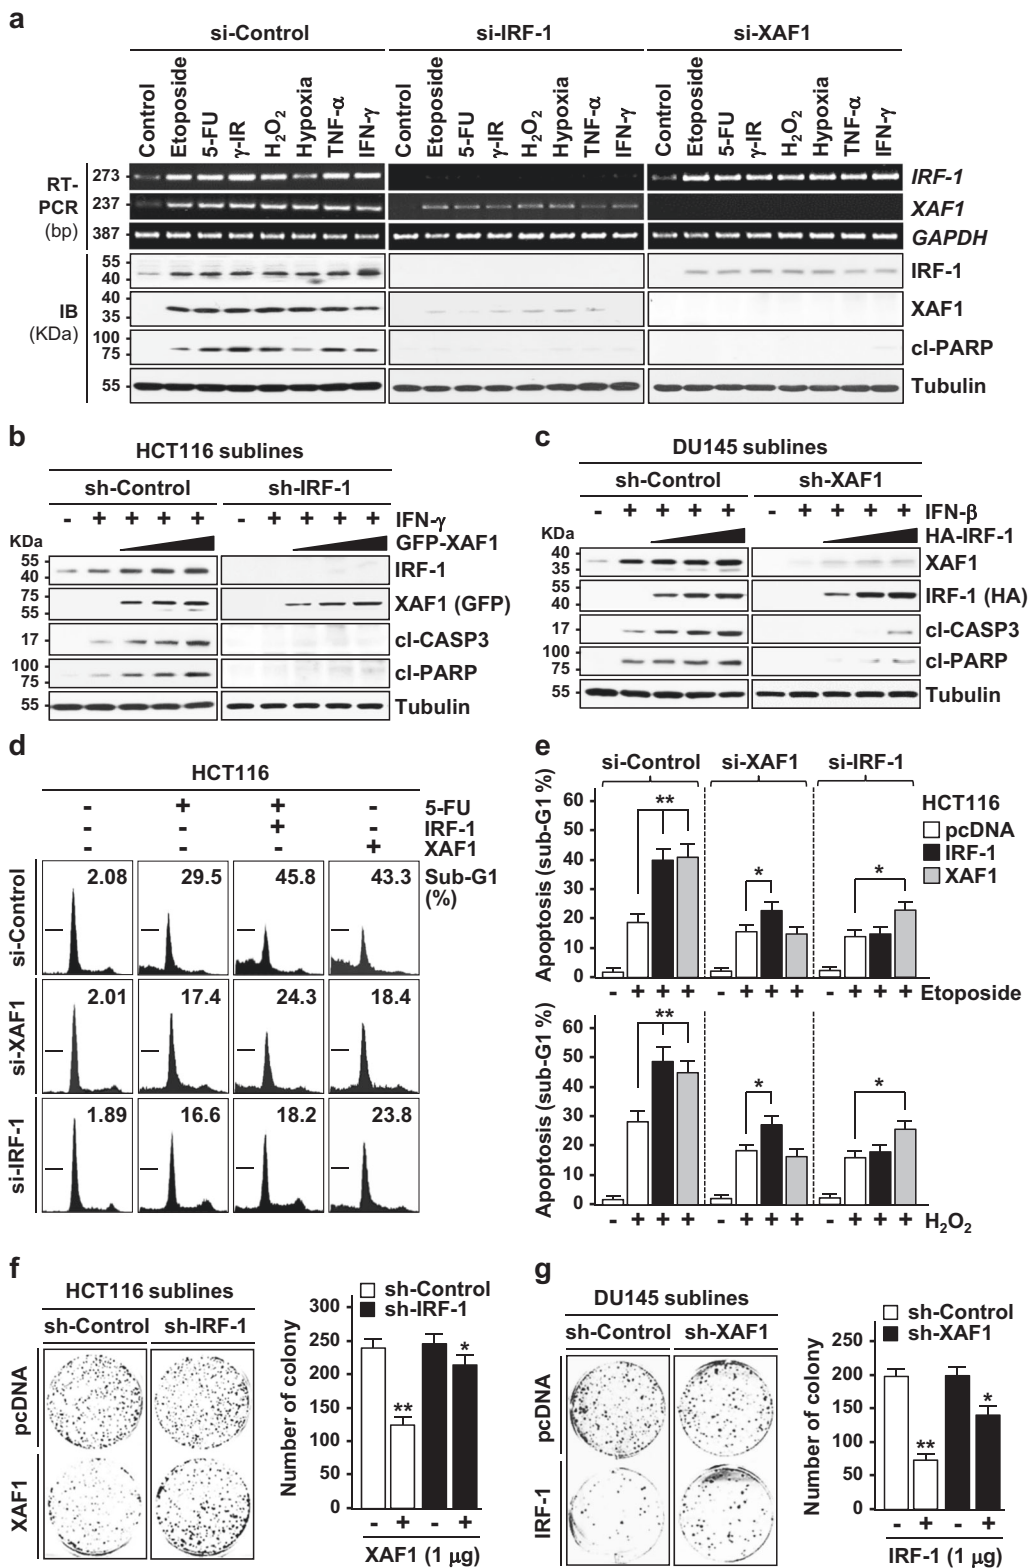 a
si-Control si-IRF-1 si-XAF1
Control Etoposide 5-FU γ-IR H2O2 Hypoxia TNF-α IFN-γ Control Etoposide 5-FU γ-IR H2O2 Hypoxia TNF-α IFN-γ Control Etoposide 5-FU γ-IR H2O2 Hypoxia TNF-α IFN-γ
RT-PCR (bp)
273 IRF-1
237 XAF1
387 GAPDH
IB (KDa)
55
40 IRF-1
40
35 XAF1
100
75 cl-PARP
55 Tubulin
b
HCT116 sublines
sh-Control sh-IRF-1
- + + + + - + + + + IFN-γ
KDa GFP-XAF1
55
40 IRF-1
75
55 XAF1 (GFP)
17 cl-CASP3
100
75 cl-PARP
55 Tubulin
c
DU145 sublines
sh-Control sh-XAF1
- + + + + - + + + + IFN-β
KDa HA-IRF-1
40
35 XAF1
55
40 IRF-1 (HA)
17 cl-CASP3
100
75 cl-PARP
55 Tubulin
d
HCT116
- + + - 5-FU
- - + - IRF-1
- - - + XAF1
si-Control 2.08 29.5 45.8 43.3 Sub-G1 (%)
si-XAF1 2.01 17.4 24.3 18.4
si-IRF-1 1.89 16.6 18.2 23.8
e
si-Control si-XAF1 si-IRF-1
Apoptosis (sub-G1 %)
60
50
40
30
20
10
0
** * *
HCT116
pcDNA
IRF-1
XAF1
- + + + - + + + - + + + Etoposide
Apoptosis (sub-G1 %)
60
50
40
30
20
10
0
** * *
- + + + - + + + - + + + H2O2
f
HCT116 sublines
sh-Control sh-IRF-1
pcDNA
XAF1
sh-Control
sh-IRF-1
Number of colony
300
250
200
150
100
50
0
** *
- + - +
XAF1 (1 μg)
g
DU145 sublines
sh-Control sh-XAF1
pcDNA
IRF-1
sh-Control
sh-XAF1
Number of colony
250
200
150
100
50
0
** *
- + - +
IRF-1 (1 μg)